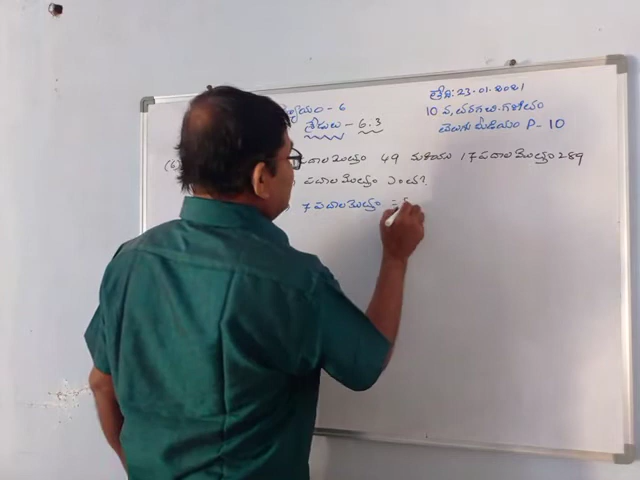 అధ్యాయం - 6 తేది: 23.01.2021
శ్రేఢులు - 6.3 10 వ, తరగతి. గణితం
తెలుగు మీడియం P-10
(6) పదాల మొత్తం 49 మరియు 17 పదాల మొత్తం 289
పదాల మొత్తం ఎంత?
7 పదాల మొత్తం =